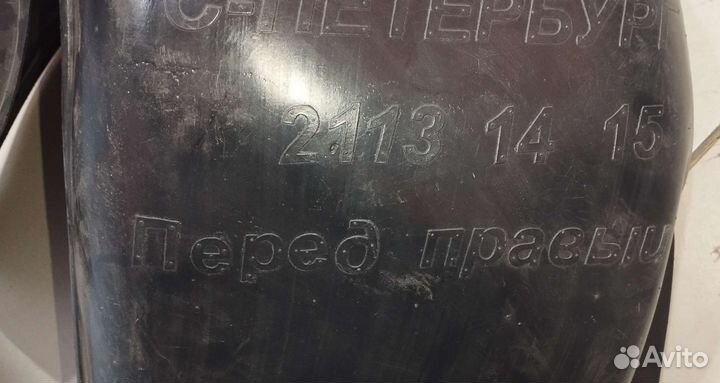 С-ПЕТЕРБУРГ
2113 14 15
Перед правый
Avito